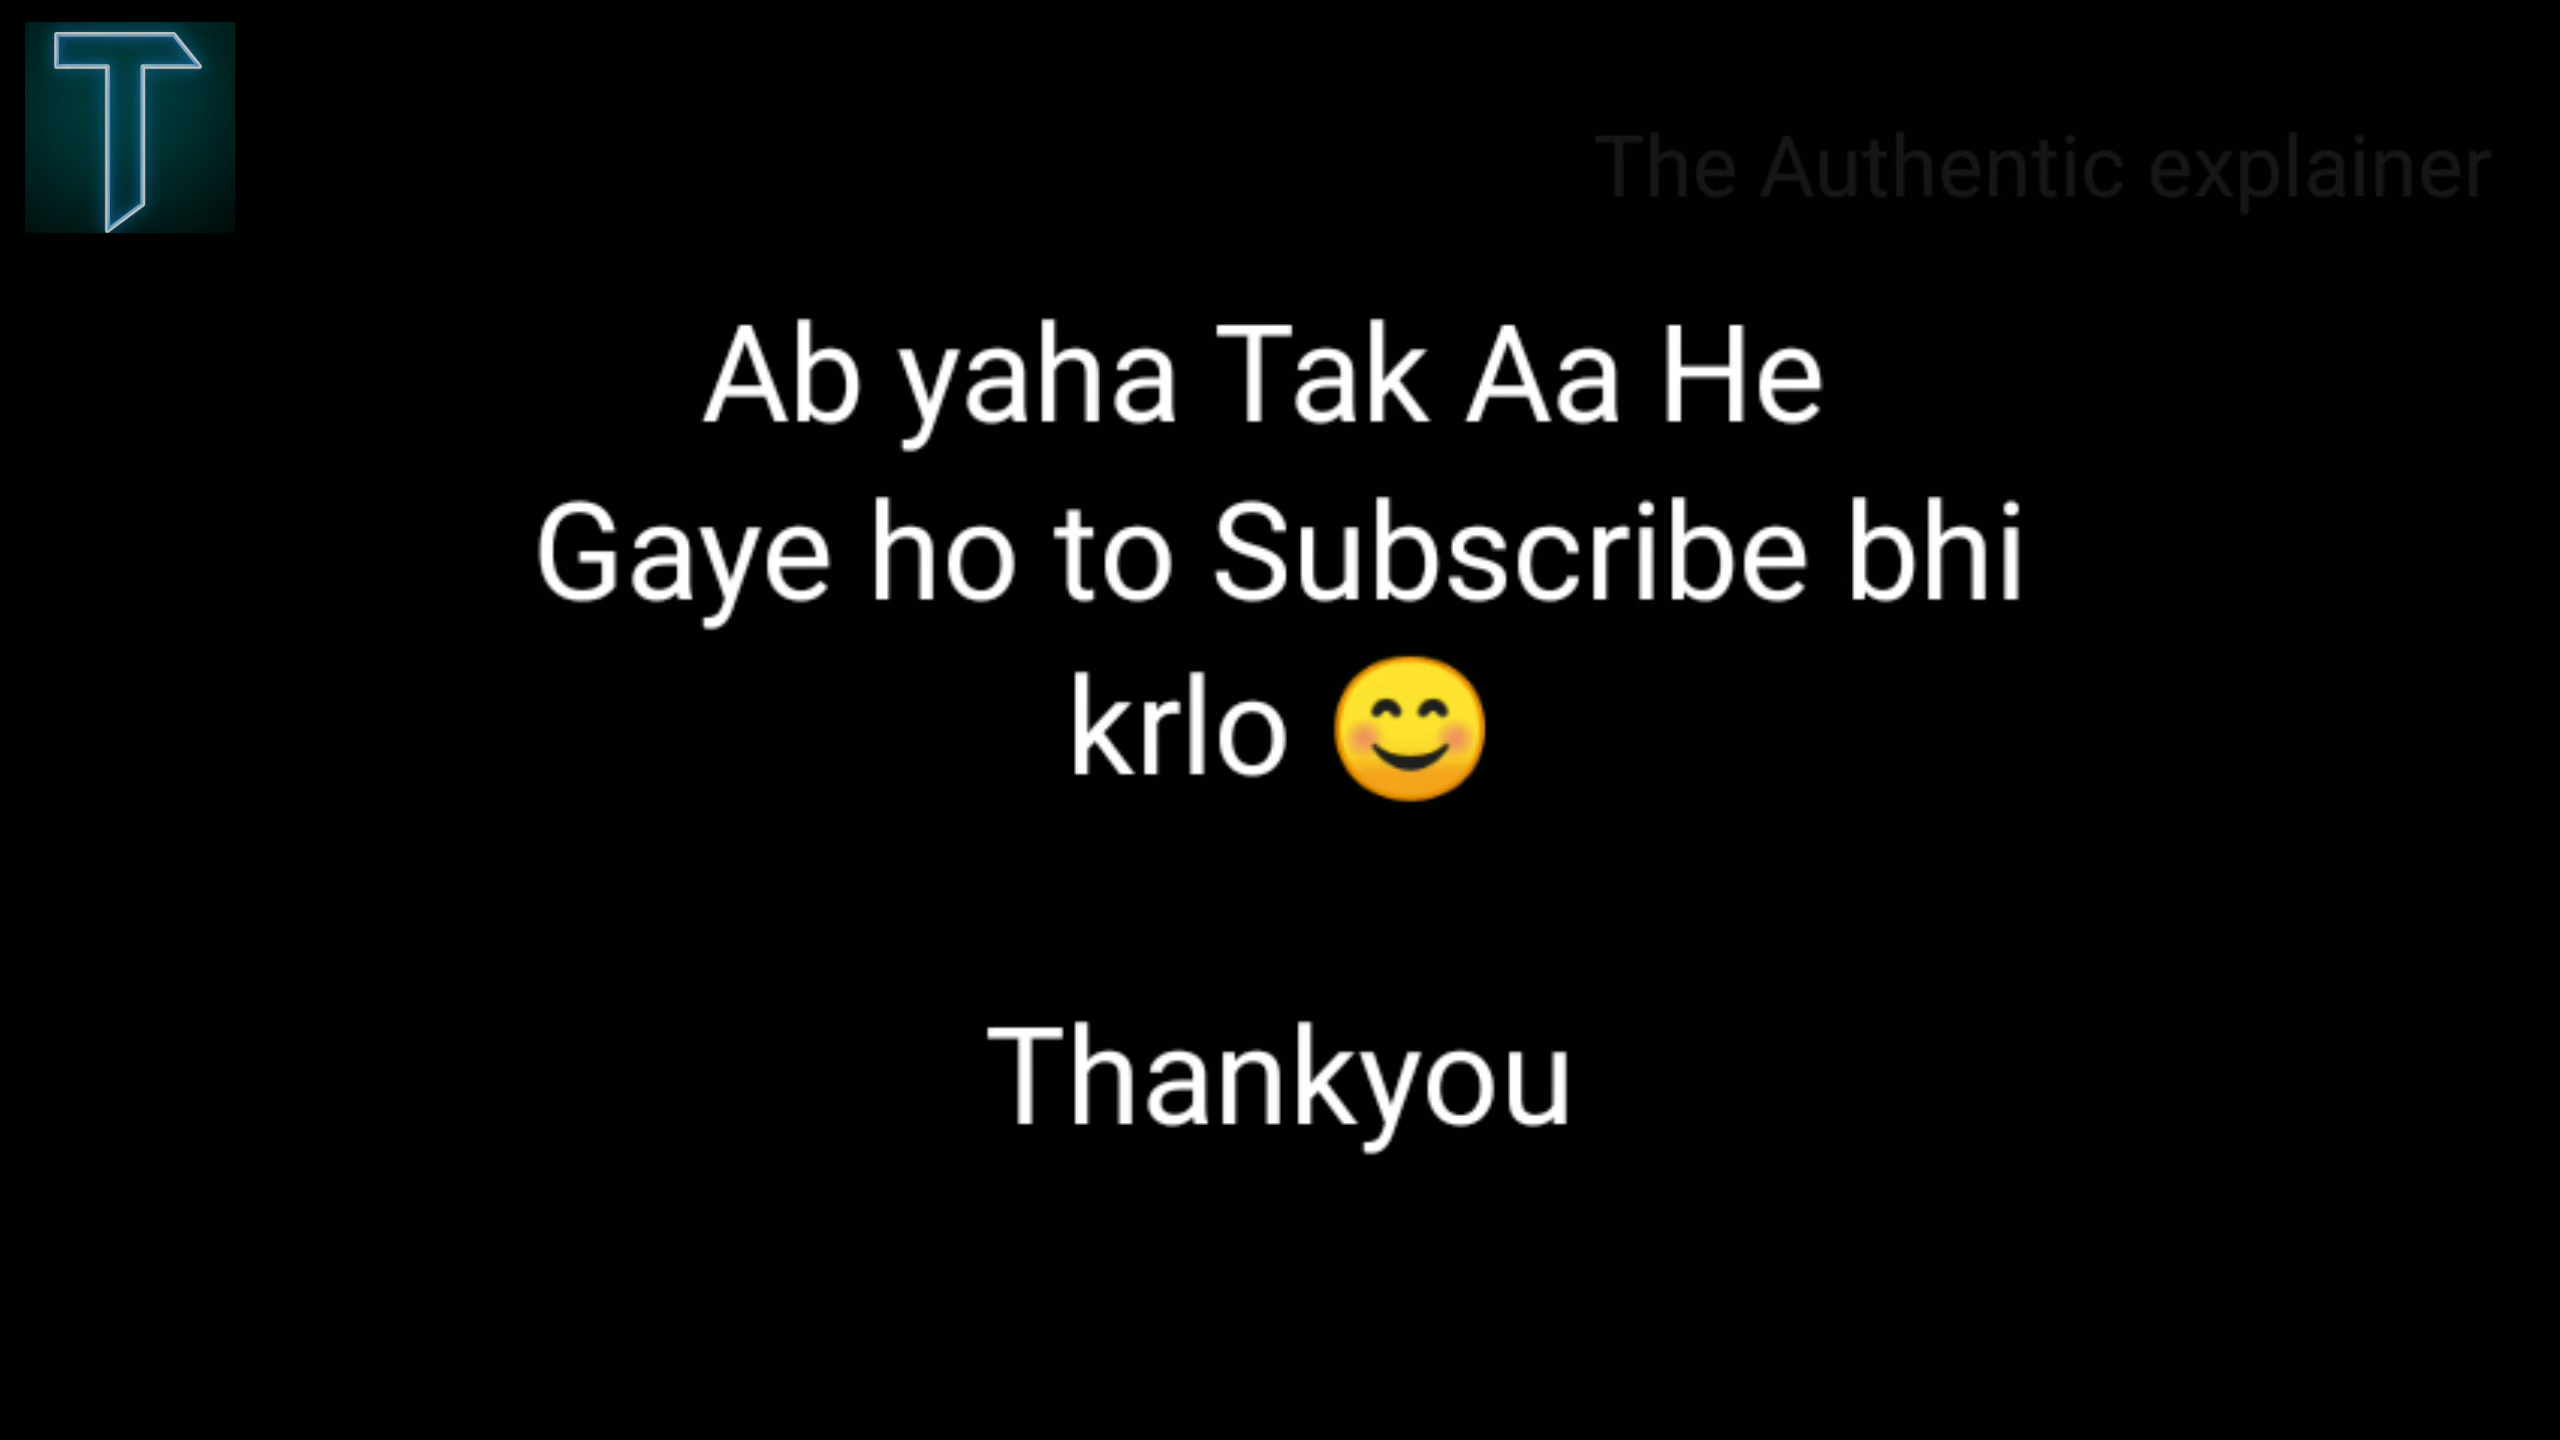 T
The Authentic explainer
Ab yaha Tak Aa He
Gaye ho to Subscribe bhi
krlo 😊
Thankyou